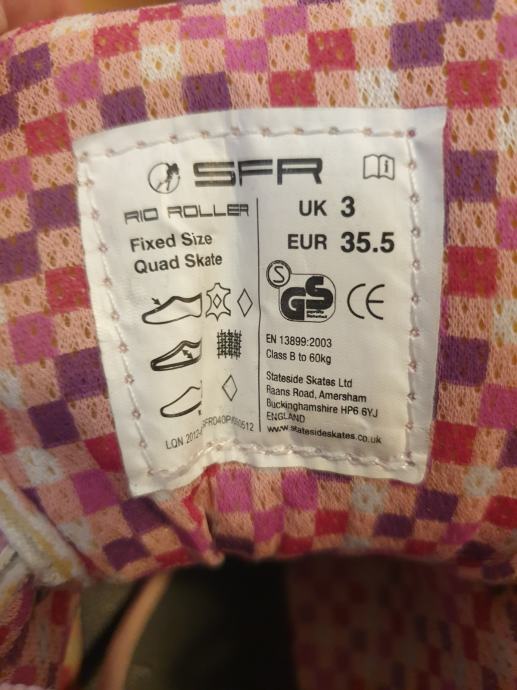 SFR
RIO ROLLER
Fixed Size
Quad Skate
UK 3
EUR 35.5
S
GS
CE
EN 13899:2003
Class B to 60kg
Stateside Skates Ltd
Raans Road, Amersham
Buckinghamshire HP6 6YJ
ENGLAND
www.statesideskates.co.uk
LQN